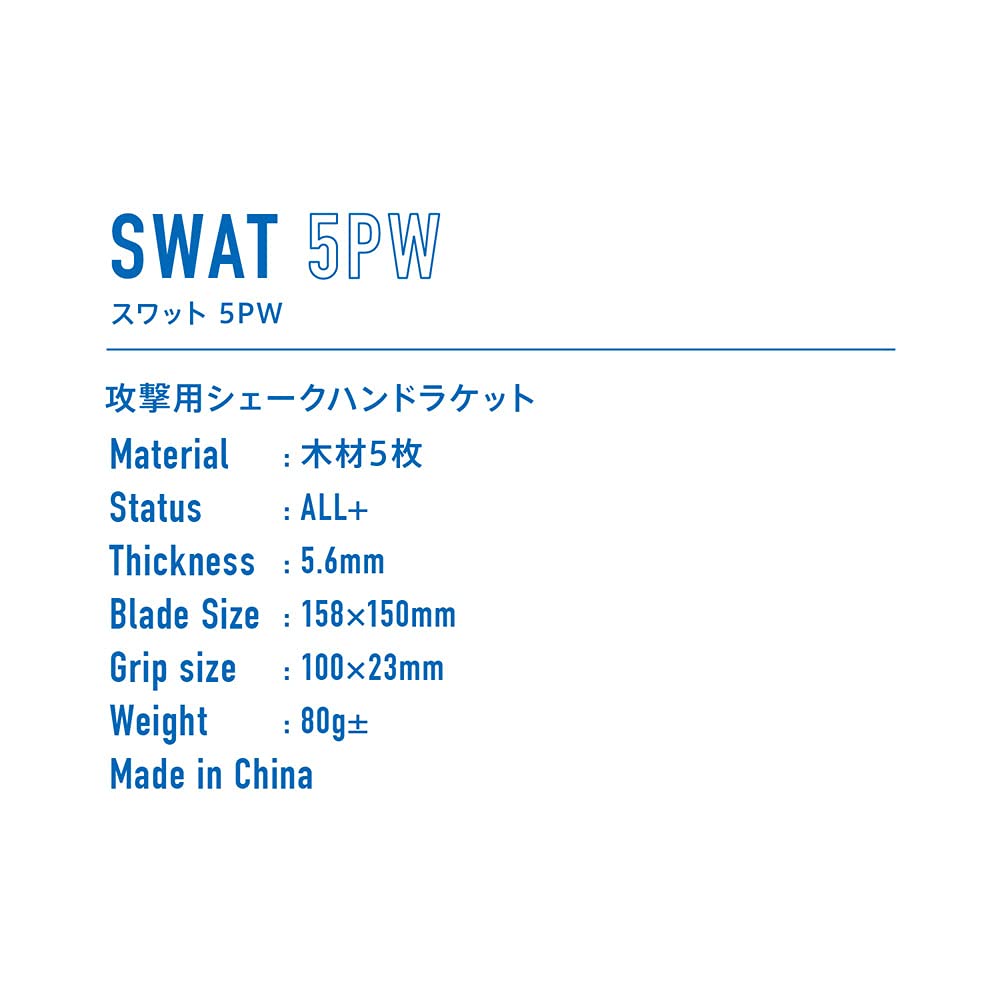 SWAT 5PW
スワット 5PW
攻撃用シェークハンドラケット
Material : 木材5枚
Status : ALL+
Thickness : 5.6mm
Blade Size : 158×150mm
Grip size : 100×23mm
Weight : 80g±
Made in China